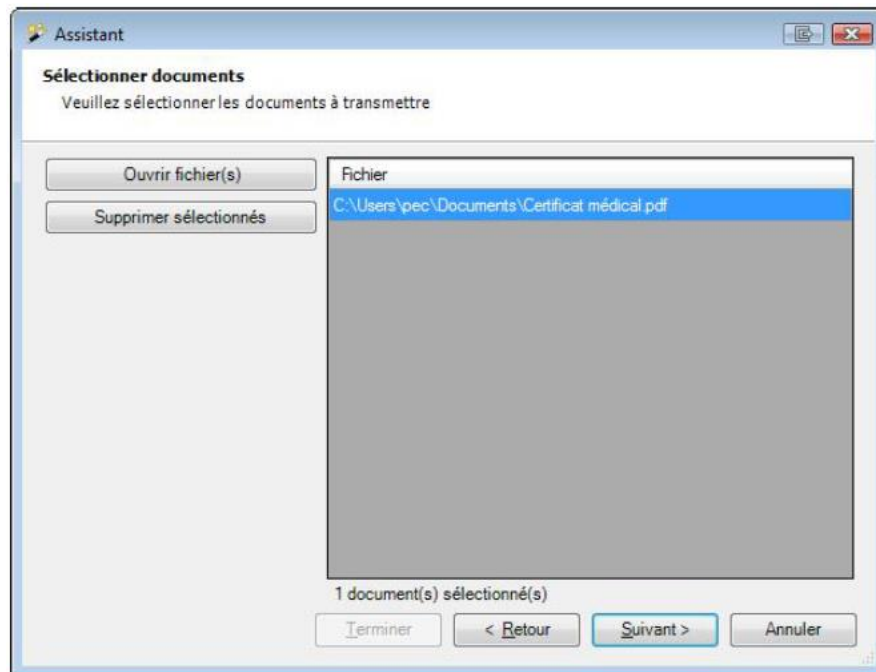 Assistant
Sélectionner documents
Veuillez sélectionner les documents à transmettre
Ouvrir fichier(s)
Supprimer sélectionnés
Fichier
C:\Users\pec\Documents\Certificat médical.pdf
1 document(s) sélectionné(s)
Terminer
< Retour
Suivant >
Annuler